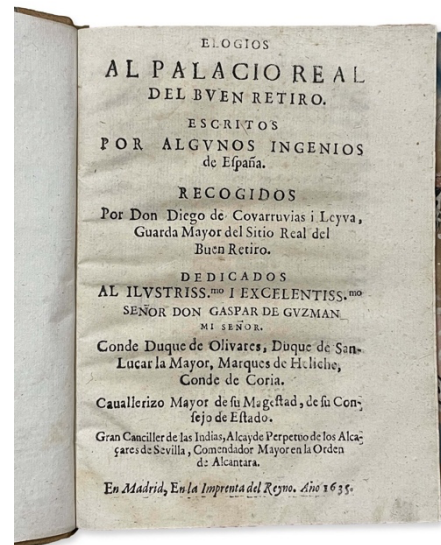 ELOGIOS
AL PALACIO REAL
DEL BVEN RETIRO.
ESCRITOS
POR ALGVNOS INGENIOS
de Eſpaña.
RECOGIDOS
Por Don Diego de Covarruvias i Leyva,
Guarda Mayor del Sitio Real del
Buen Retiro.
DEDICADOS
AL ILVSTRISS.mo I EXCELENTISS.mo
SEÑOR DON GASPAR DE GVZMAN
MI SEÑOR.
Conde Duque de Olivares, Duque de San-
Lucar la Mayor, Marques de Heliche,
Conde de Coria.
Cauallerizo Mayor de ſu Mageſtad, de ſu Con-
ſejo de Eſtado.
Gran Canciller de las Indias, Alcayde Perpetuo de los Alca-
çares de Sevilla, Comendador Mayor en la Orden
de Alcantara.
En Madrid, En la Imprenta del Reyno. Año 1635.